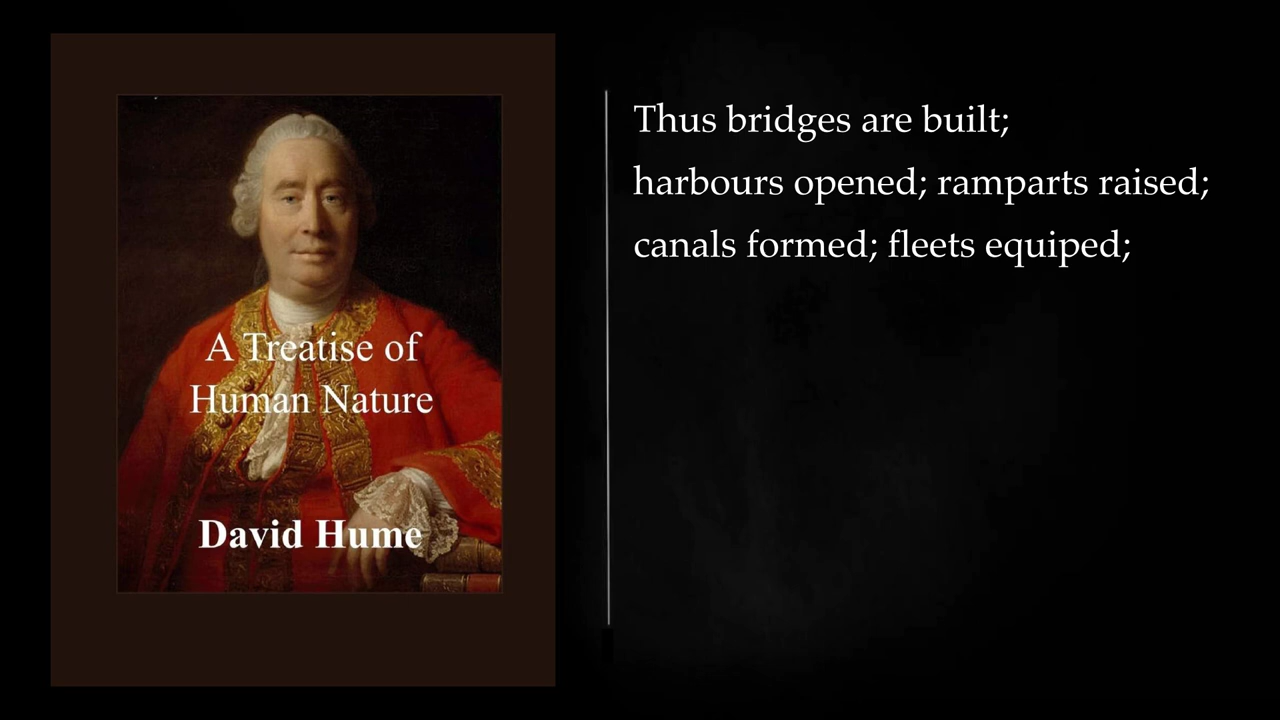 A Treatise of
Human Nature
David Hume
Thus bridges are built;
harbours opened; ramparts raised;
canals formed; fleets equiped;